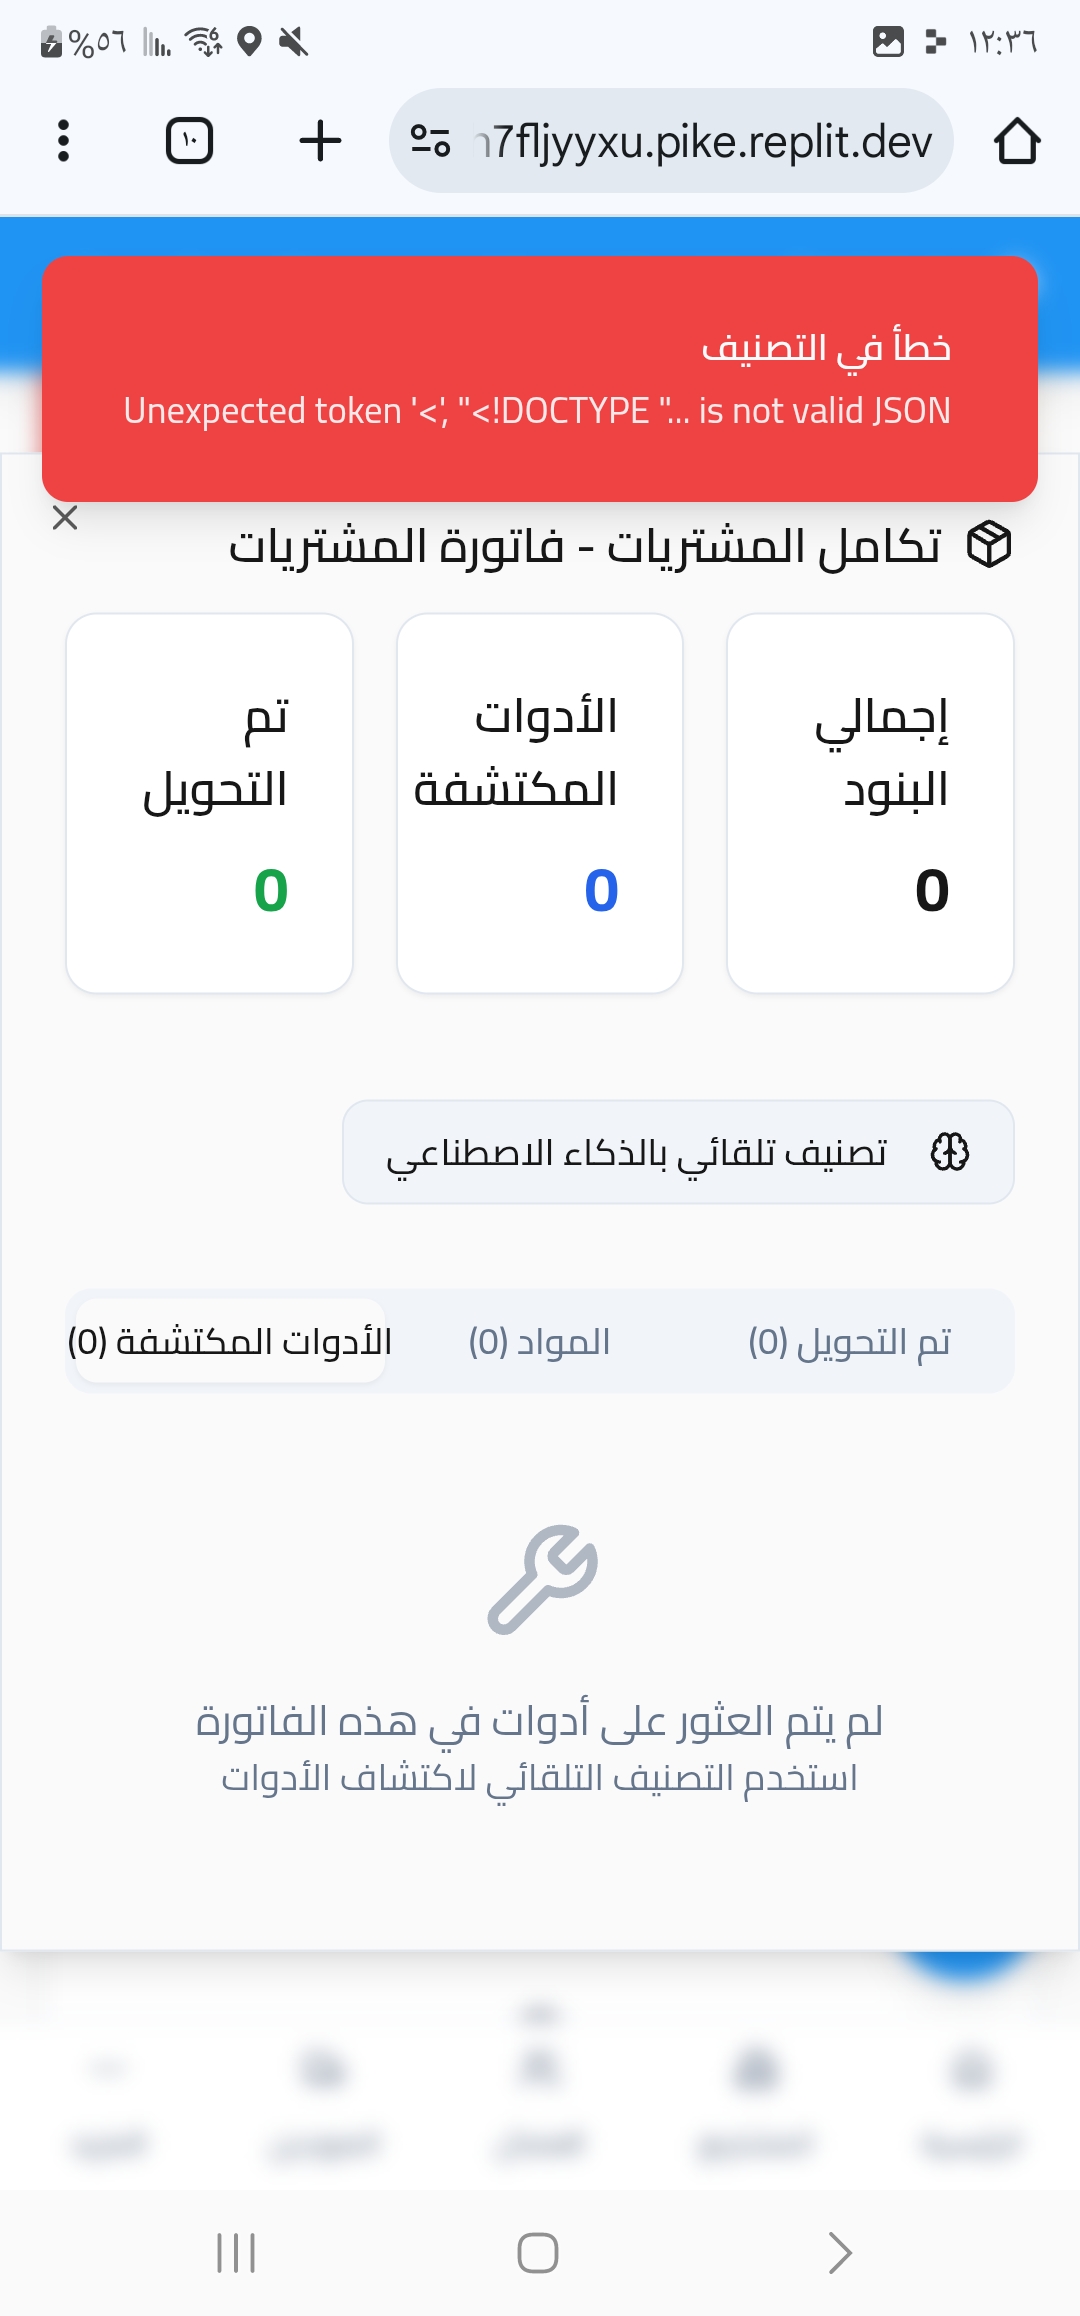 ١٢:٣٦
%٥٦
١٠
n7fljyyxu.pike.replit.dev
خطأ في التصنيف
Unexpected token '<', "<!DOCTYPE "... is not valid JSON
تكامل المشتريات - فاتورة المشتريات
إجمالي
البنود
0
الأدوات
المكتشفة
0
تم
التحويل
0
تصنيف تلقائي بالذكاء الاصطناعي
تم التحويل (0)
المواد (0)
الأدوات المكتشفة (0)
لم يتم العثور على أدوات في هذه الفاتورة
استخدم التصنيف التلقائي لاكتشاف الأدوات